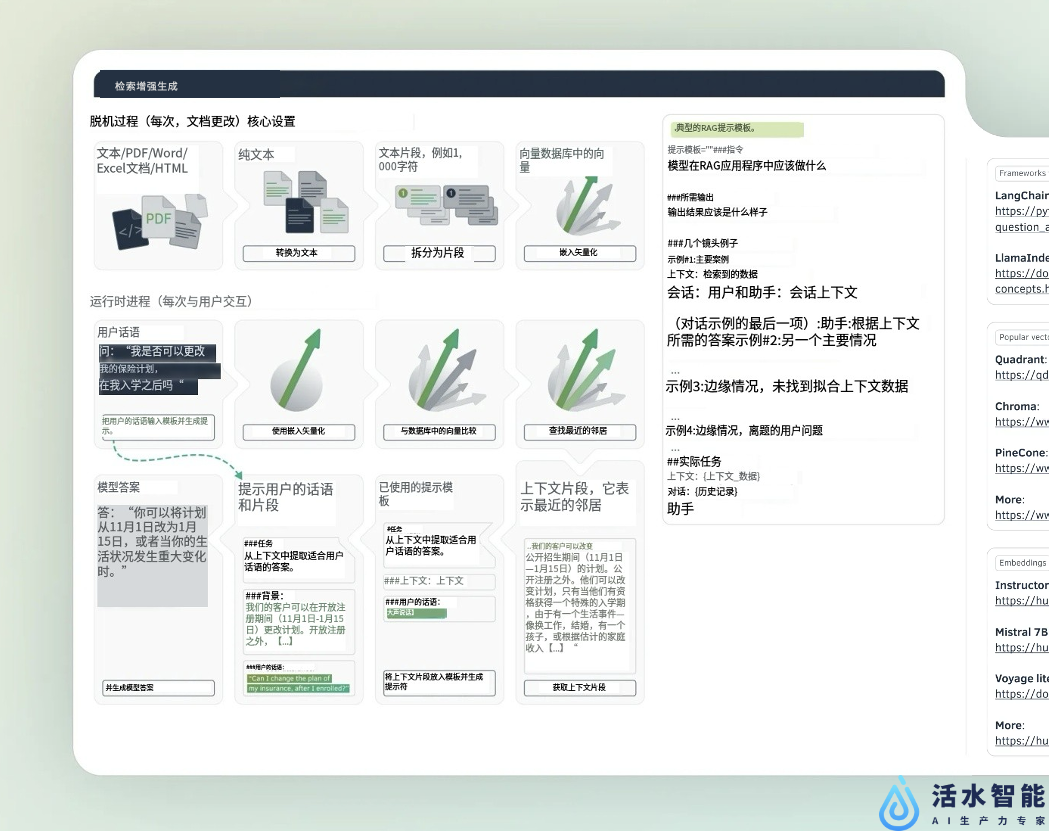 检索增强生成
脱机过程（每次，文档更改）核心设置
文本/PDF/Word/
Excel文档/HTML
</>
PDF
纯文本
转换为文本
文本片段，例如1,
000字符
1
1
拆分为片段
向量数据库中的向
量
嵌入矢量化
运行时进程（每次与用户交互）
用户话语
问：“我是否可以更改
我的保险计划，
在我入学之后吗“
把用户的话语输入模板并生成提
示。
使用嵌入矢量化
与数据库中的向量比较
查找最近的邻居
模型答案
答：“你可以将计划
从11月1日改为1月
15日，或者当你的生
活状况发生重大变化
时。”
并生成模型答案
提示用户的话语
和片段
###任务
从上下文中提取适合用户
话语的答案。
###背景：
我们的客户可以在开放注
册期间（11月1日-1月15
日）更改计划。开放注册
之外，【...】
###用户的话语：
“Can I change the plan of
my insurance, after I enrolled?”
已使用的提示模
板
#任务
从上下文中提取适合用
户话语的答案。
###上下文：上下文
###用户的话语：
将上下文片段放入模板并生成
提示符
上下文片段，它表
示最近的邻居
..我们的客户可以改变
公开招生期间（11月1日
—1月15日）的计划。公
开注册之外。他们可以改
变计划，只有当他们有资
格获得一个特殊的入学期
，由于有一个生活事件—
像换工作，结婚，有一个
孩子，或根据估计的家庭
收入【...】“
获取上下文片段
.典型的RAG提示模板。
提示模板="""###指令
模型在RAG应用程序中应该做什么
###所需输出
输出结果应该是什么样子
###几个镜头例子
示例#1:主要案例
上下文：检索到的数据
会话：用户和助手：会话上下文
（对话示例的最后一项）:助手:根据上下文
所需的答案示例#2:另一个主要情况
...
示例3:边缘情况，未找到拟合上下文数据
...
示例4:边缘情况，离题的用户问题
...
##实际任务
上下文：{上下文_数据}
对话：{历史记录}
助手
Frameworks
LangChain
https://py
question_a
LlamaInde
https://do
concepts.h
Popular vecto
Quadrant:
https://qd
Chroma:
https://ww
PineCone:
https://ww
More:
https://ww
Embeddings
Instructor
https://hu
Mistral 7B
https://hu
Voyage lite
https://do
More:
https://hu
活水智能
AI生产力专家